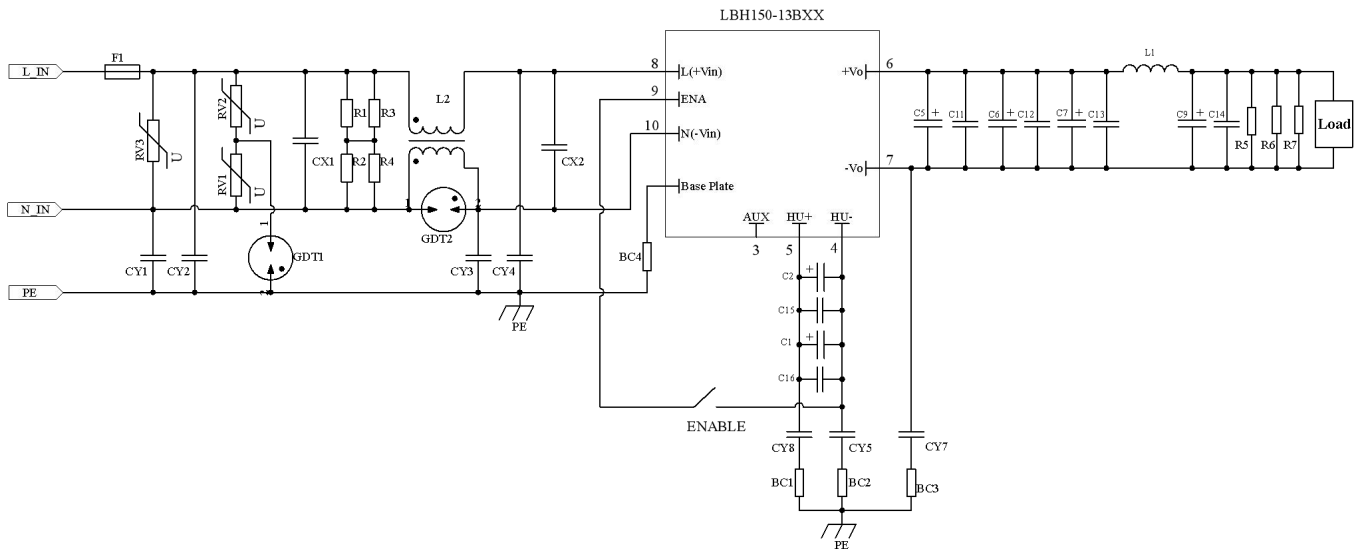 LBH150-13BXX
L_IN
F1
8
L(+Vin)
+Vo
6
L1
9
ENA
RV2
U
R1
R3
L2
C5 +
C11
C6 +
C12
C7 +
C13
C9 +
C14
Load
10
N(-Vin)
RV3
U
CX1
CX2
R5
R6
R7
RV1
U
R2
R4
-Vo
7
Base Plate
N_IN
1
2
1
GDT2
AUX
HU+
HU-
3
5
4
CY1
CY2
GDT1
CY3
CY4
BC4
C2
+
PE
2
PE
C15
C1
+
C16
ENABLE
CY8
CY5
CY7
BC1
BC2
BC3
PE